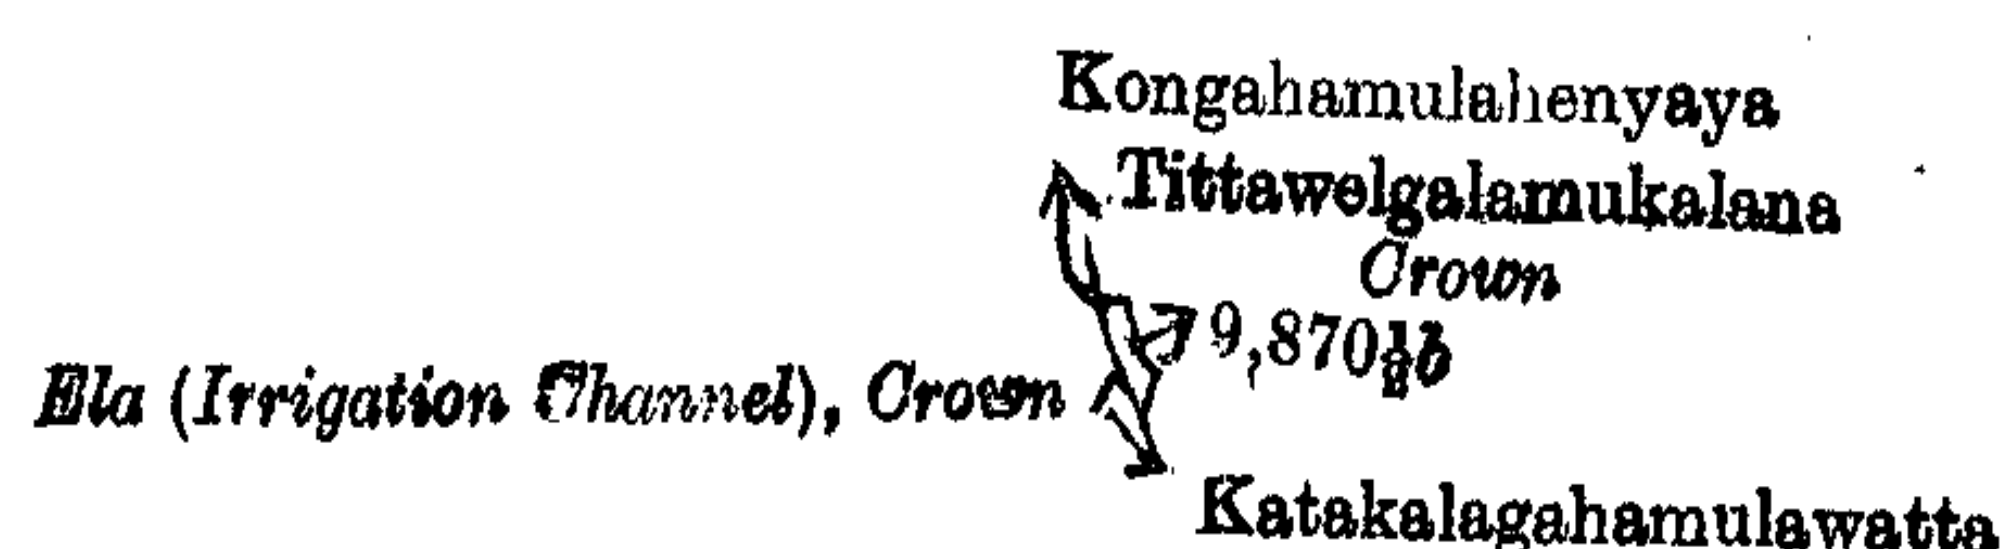 Kongahamulahenyaya
Tittawelgalamukalana
Crown
9,870
Ela (Irrigation Channel), Crown
Katakalagahamulawatta